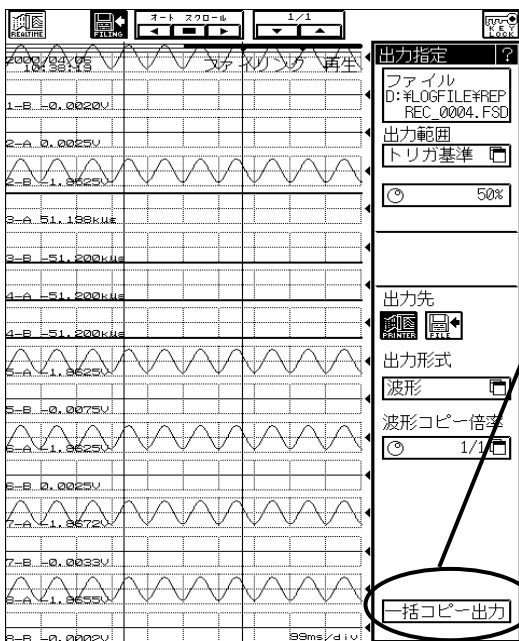 REALTIME
FILING
オート スクロール
1/1
KEY LOCK
2000/04/05
10:38:13
ファイリング 再生
1-B -0.0020V
2-A 0.0025V
2-B -1.8625V
3-A 51.198kμε
3-B -51.200kμε
4-A -51.200kμε
4-B -51.200kμε
5-A -1.8625V
5-B -0.0075V
6-A -1.8625V
6-B 0.0025V
7-A -1.8672V
7-B -0.0033V
8-A -1.8655V
8-B -0.0002V
99ms/div
出力指定 ?
ファイル
D:¥LOGFILE¥REP
REC_0004.FSD
出力範囲
トリガ基準
50%
出力先
PRINTER
FILE
出力形式
波形
波形コピー倍率
1/1
一括コピー出力